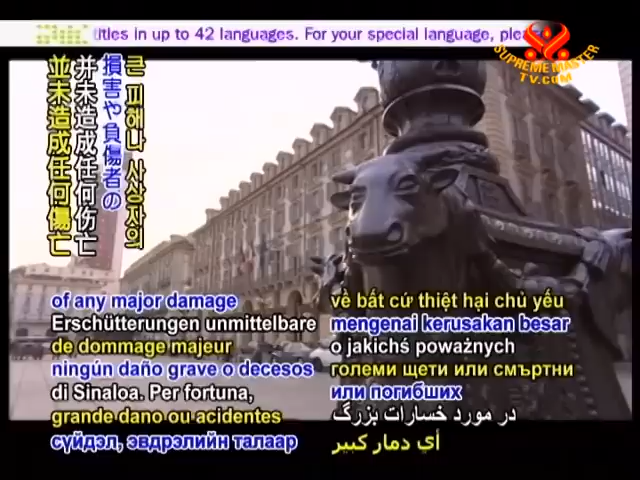 titles in up to 42 languages. For your special language, please
SUPREME MASTER
TV.COM
並未造成任何傷亡
并未造成任何伤亡
損害や負傷者の
큰 피해나 사상자의
of any major damage
Erschütterungen unmittelbare
de dommage majeur
ningún daño grave o decesos
di Sinaloa. Per fortuna,
grande dano ou acidentes
сүйдэл, эвдрэлийн талаар
về bất cứ thiệt hại chủ yếu
mengenai kerusakan besar
o jakichś poważnych
големи щети или смъртни
или погибших
در مورد خسارات بزرگ
أي دمار كبير